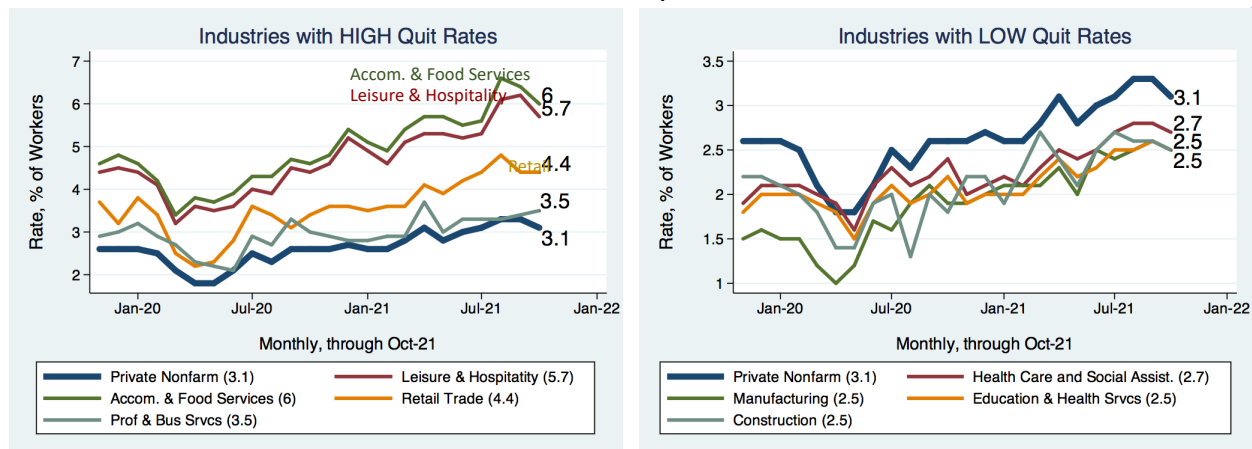 Industries with HIGH Quit Rates
Rate, % of Workers
7
6
5
4
3
2
Accom. & Food Services
Leisure & Hospitality
Retail
6
5.7
4.4
3.5
3.1
Jan-20 Jul-20 Jan-21 Jul-21 Jan-22
Monthly, through Oct-21
Private Nonfarm (3.1) Leisure & Hospitatity (5.7)
Accom. & Food Services (6) Retail Trade (4.4)
Prof & Bus Srvcs (3.5)
Industries with LOW Quit Rates
Rate, % of Workers
3.5
3
2.5
2
1.5
1
3.1
2.7
2.5
2.5
Jan-20 Jul-20 Jan-21 Jul-21 Jan-22
Monthly, through Oct-21
Private Nonfarm (3.1) Health Care and Social Assist. (2.7)
Manufacturing (2.5) Education & Health Srvcs (2.5)
Construction (2.5)